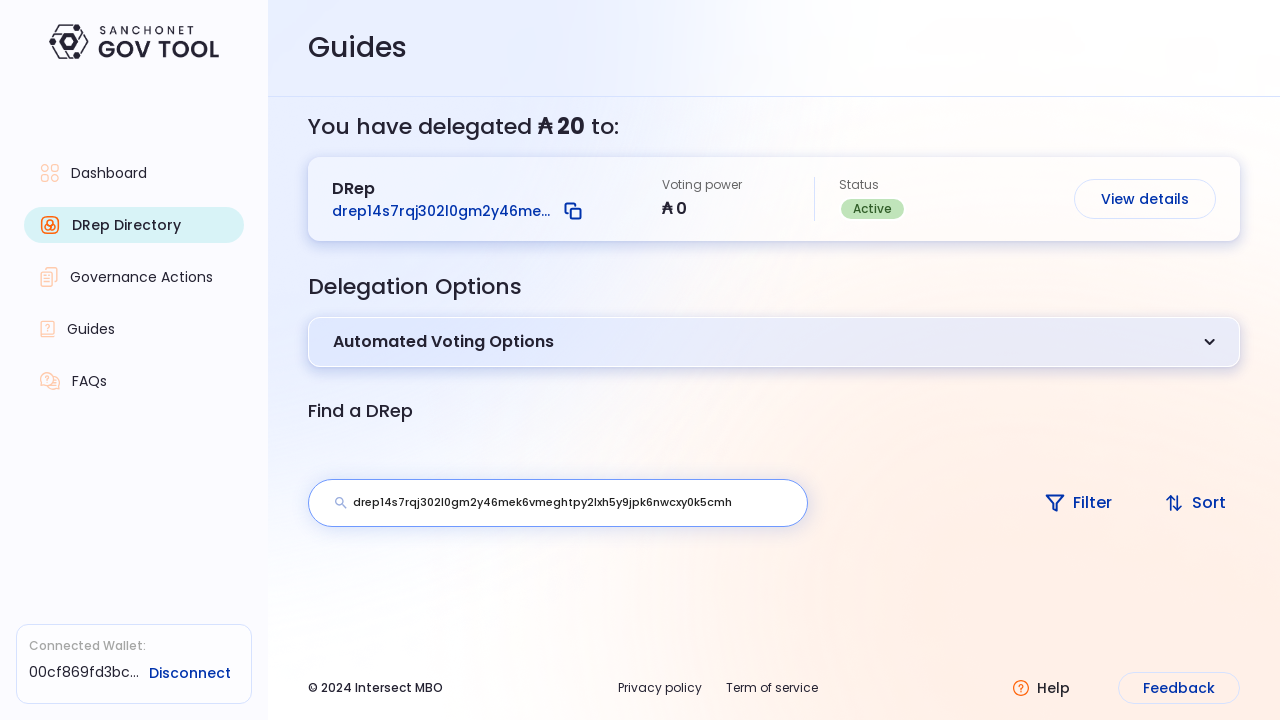 SANCHONET
GOV TOOL
Dashboard
DRep Directory
Governance Actions
Guides
FAQs
Connected Wallet:
00cf869fd3bc...
Disconnect
Guides
You have delegated ₳ 20 to:
DRep
drep14s7rqj302l0gm2y46me...
Voting power
₳ 0
Status
Active
View details
Delegation Options
Automated Voting Options
Find a DRep
drep14s7rqj302l0gm2y46mek6vmeghtpy2lxh5y9jpk6nwcxy0k5cmh
Filter
Sort
© 2024 Intersect MBO
Privacy policy
Term of service
Help
Feedback